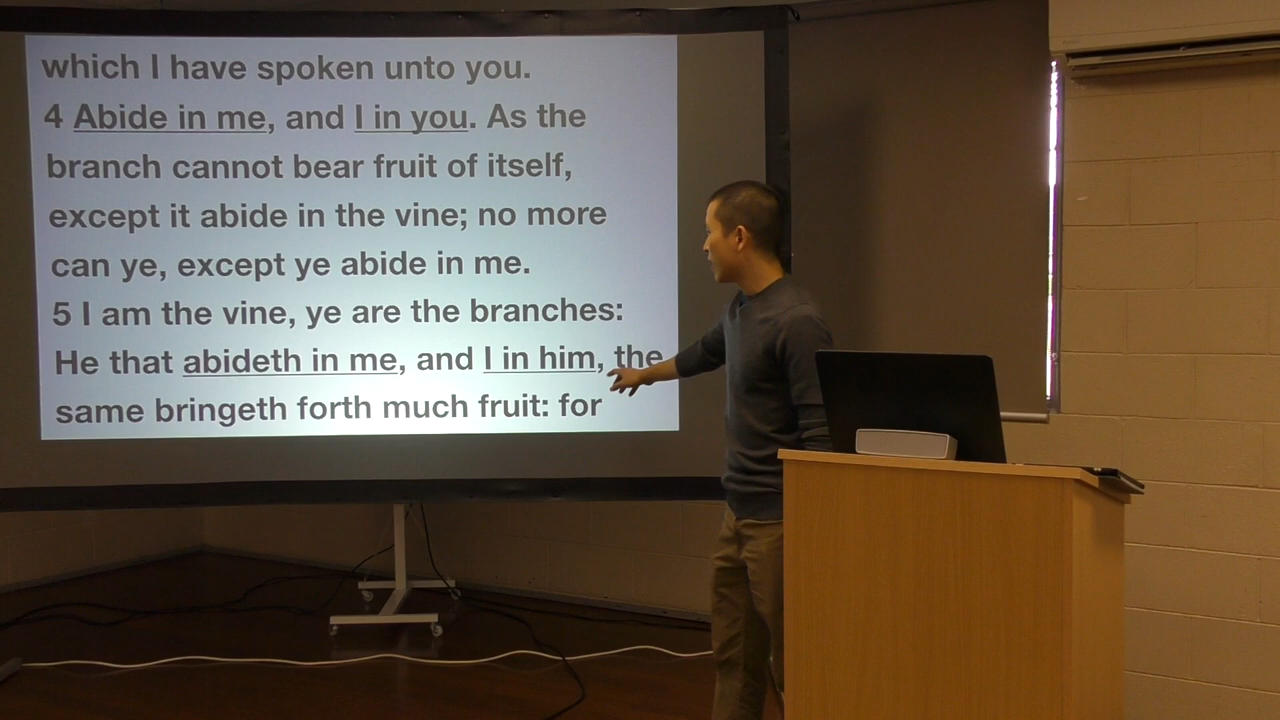 which I have spoken unto you.
4 Abide in me, and I in you. As the
branch cannot bear fruit of itself,
except it abide in the vine; no more
can ye, except ye abide in me.
5 I am the vine, ye are the branches:
He that abideth in me, and I in him, the
same bringeth forth much fruit: for